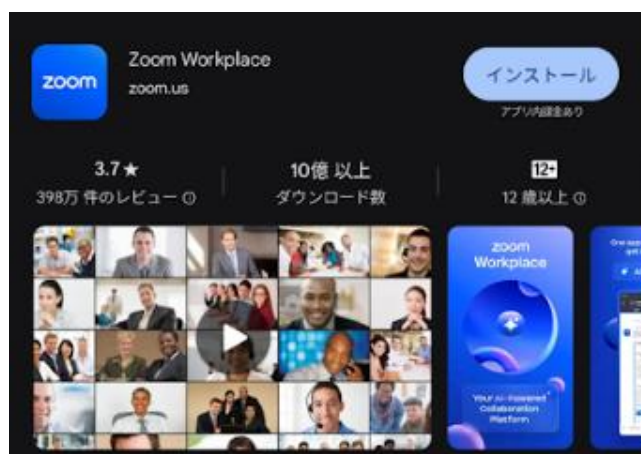 zoom
Zoom Workplace
zoom.us
インストール
アプリ内課金あり
3.7★
398万 件のレビュー
10億 以上
ダウンロード数
12+
12 歳以上
zoom
Workplace
Your AI-Powered
Collaboration
Platform